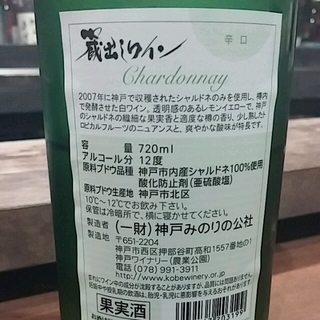 蔵出しワイン
辛口
Chardonnay
2007年に神戸で収穫されたシャルドネのみを使用し、樽内
で発酵させた白ワイン。透明感のあるレモンイエローで、神戸
のシャルドネの繊細な果実香と適度な樽の香り、少し熟した
ロピカルフルーツのニュアンスと、爽やかな酸味が特長です。
容量 720ml
アルコール分 12度
原料ブドウ品種 神戸市内産シャルドネ100%使用
酸化防止剤(亜硫酸塩)
原料ブドウ生産地 神戸市北区
10℃〜12℃でお飲み下さい。
保管は冷暗所で、横に寝かせてください。
製造者 (一財)神戸みのりの公社
製造場 〒651-2204
神戸市西区押部谷町高和1557番地の1
神戸ワイナリー(農業公園)
電話 (078) 991-3911
http://www.kobewinery.or.jp
果実酒